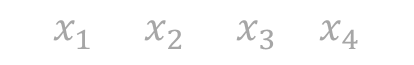 x₁ x₂ x₃ x₄